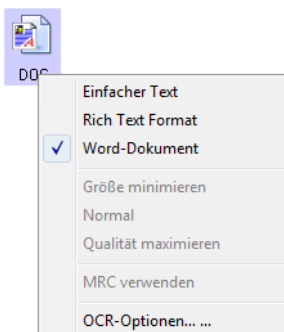 DOC
Einfacher Text
Rich Text Format
Word-Dokument
Größe minimieren
Normal
Qualität maximieren
MRC verwenden
OCR-Optionen... ...